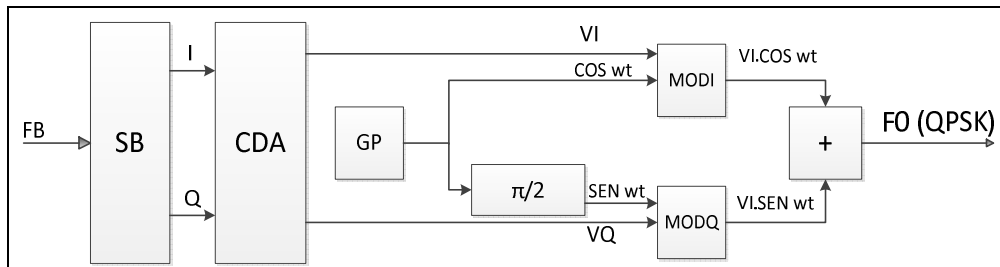 FB
SB
I
Q
CDA
VI
COS wt
GP
π/2
SEN wt
VQ
MODI
MODQ
VI.COS wt
VI.SEN wt
+
F0 (QPSK)